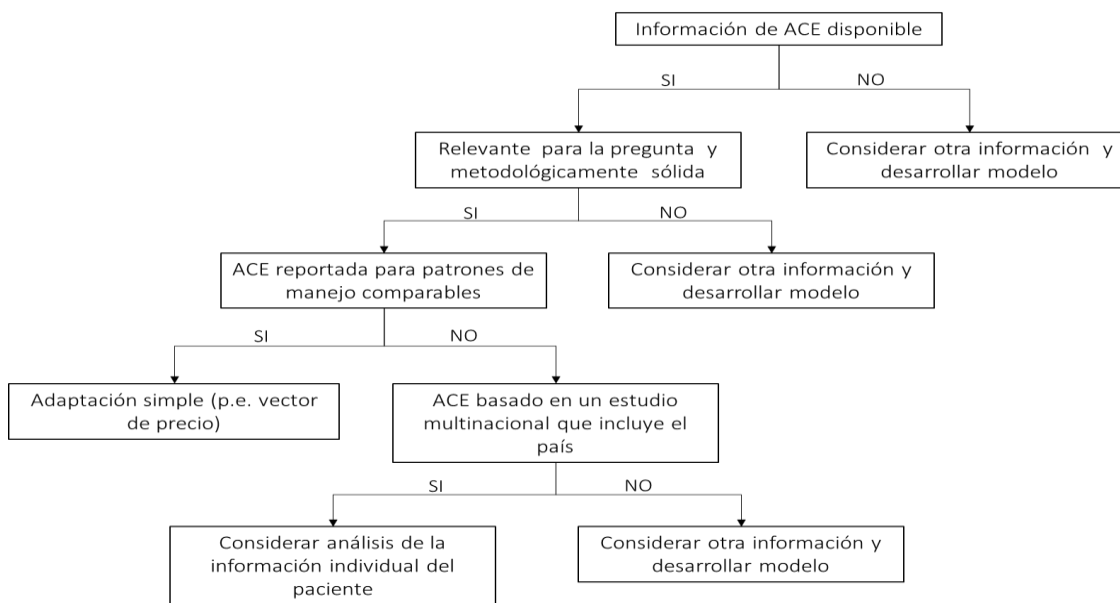 Información de ACE disponible
SI
NO
Relevante para la pregunta y
metodológicamente sólida
Considerar otra información y
desarrollar modelo
SI
NO
ACE reportada para patrones de
manejo comparables
Considerar otra información y
desarrollar modelo
SI
NO
Adaptación simple (p.e. vector
de precio)
ACE basado en un estudio
multinacional que incluye el
país
SI
NO
Considerar análisis de la
información individual del
paciente
Considerar otra información y
desarrollar modelo